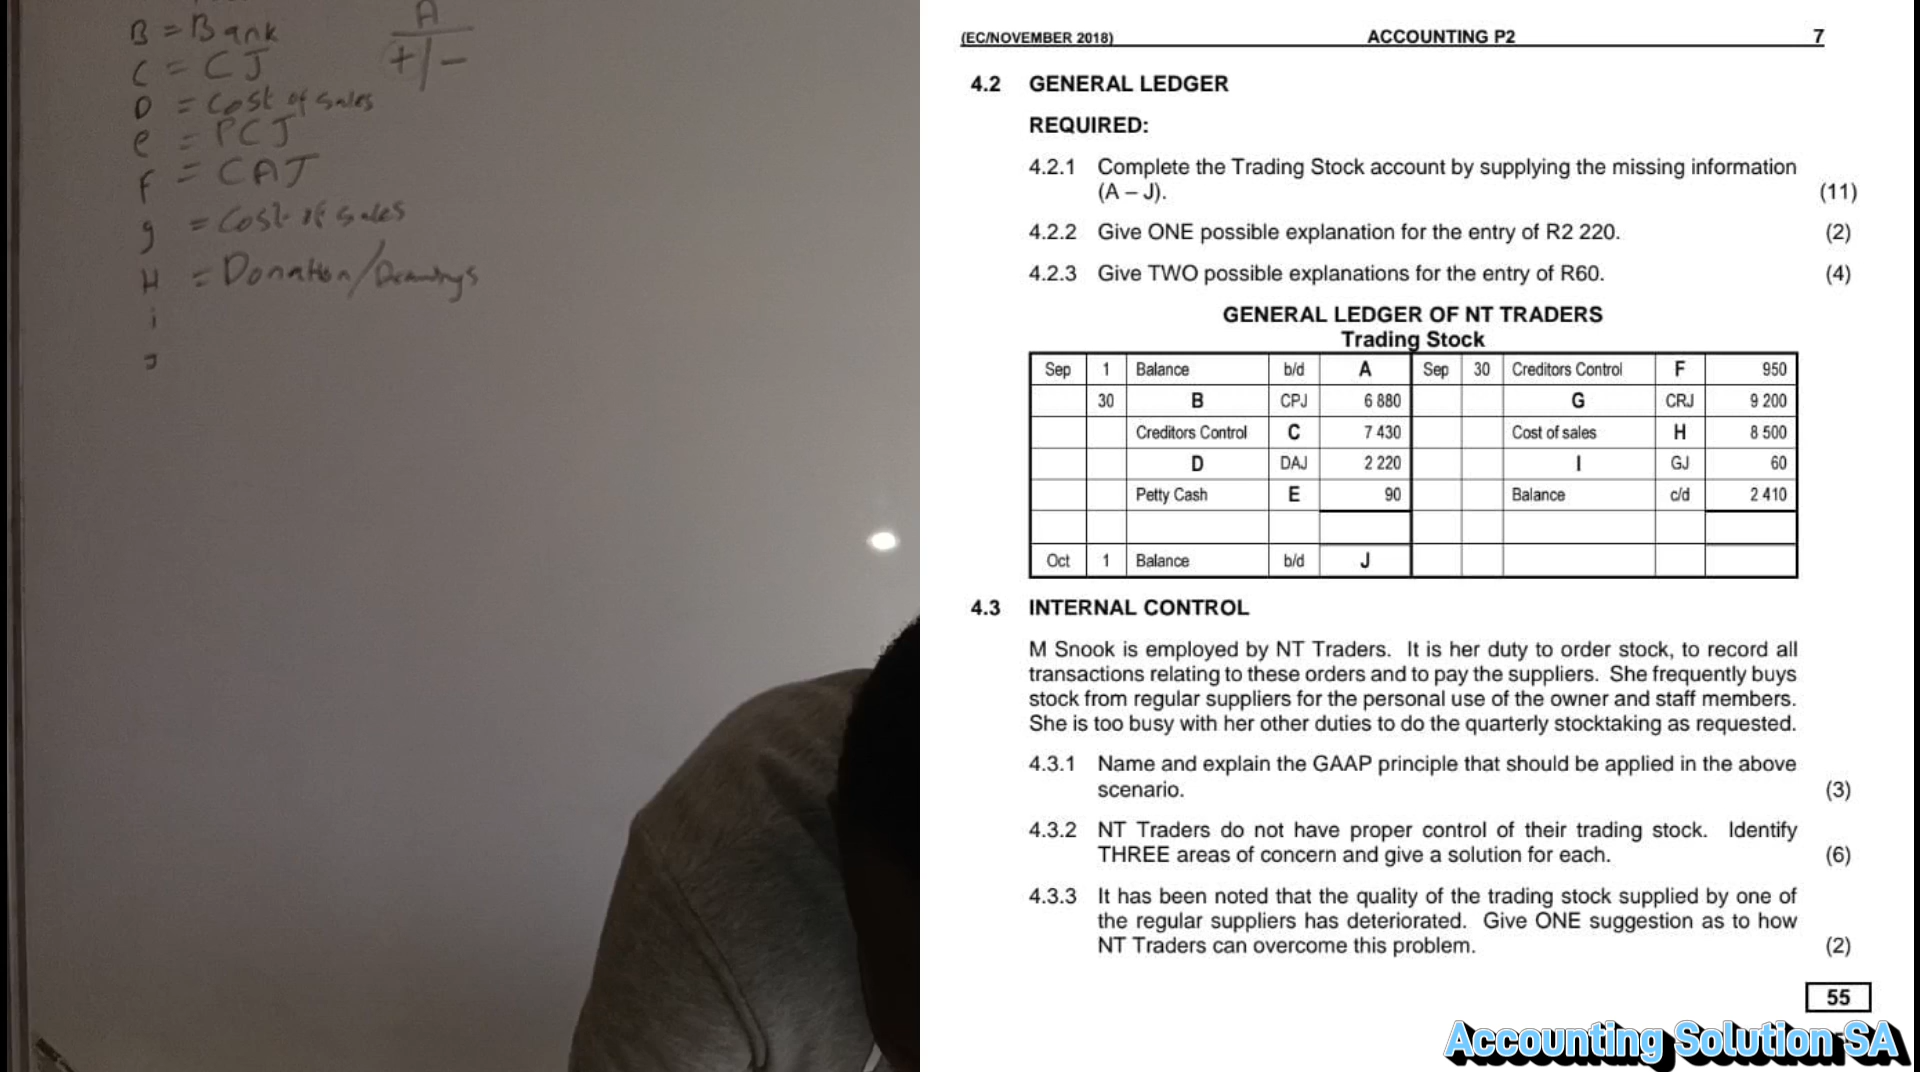 A
B = Bank
+/-
C = CJ
D = Cost of sales
e = PCJ
F = CAJ
g = Cost of sales
H = Donation/Drawings
i
J
(EC/NOVEMBER 2018) ACCOUNTING P2 7
4.2 GENERAL LEDGER
REQUIRED:
4.2.1 Complete the Trading Stock account by supplying the missing information
(A – J). (11)
4.2.2 Give ONE possible explanation for the entry of R2 220. (2)
4.2.3 Give TWO possible explanations for the entry of R60. (4)
GENERAL LEDGER OF NT TRADERS
Trading Stock
Sep 1 Balance b/d A Sep 30 Creditors Control F 950
30 B CPJ 6 880 G CRJ 9 200
Creditors Control C 7 430 Cost of sales H 8 500
D DAJ 2 220 I GJ 60
Petty Cash E 90 Balance c/d 2 410
Oct 1 Balance b/d J
4.3 INTERNAL CONTROL
M Snook is employed by NT Traders. It is her duty to order stock, to record all
transactions relating to these orders and to pay the suppliers. She frequently buys
stock from regular suppliers for the personal use of the owner and staff members.
She is too busy with her other duties to do the quarterly stocktaking as requested.
4.3.1 Name and explain the GAAP principle that should be applied in the above
scenario. (3)
4.3.2 NT Traders do not have proper control of their trading stock. Identify
THREE areas of concern and give a solution for each. (6)
4.3.3 It has been noted that the quality of the trading stock supplied by one of
the regular suppliers has deteriorated. Give ONE suggestion as to how
NT Traders can overcome this problem. (2)
55
Accounting Solution SA